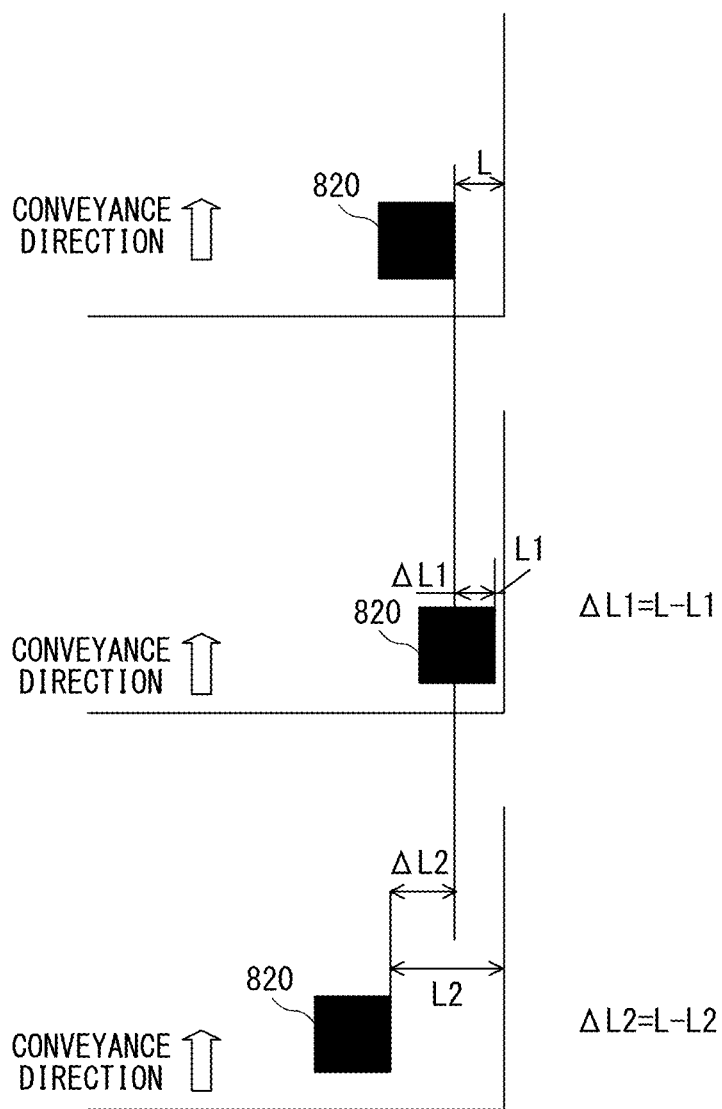 L
820
CONVEYANCE
DIRECTION
L1
ΔL1
ΔL1=L-L1
820
CONVEYANCE
DIRECTION
ΔL2
820
L2
ΔL2=L-L2
CONVEYANCE
DIRECTION